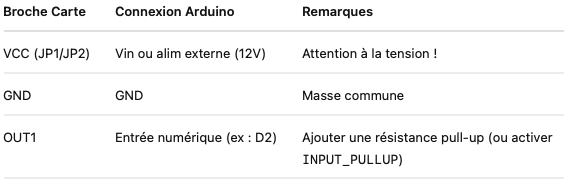 Broche Carte Connexion Arduino Remarques
VCC (JP1/JP2) Vin ou alim externe (12V) Attention à la tension !
GND GND Masse commune
OUT1 Entrée numérique (ex : D2) Ajouter une résistance pull-up (ou activer
INPUT_PULLUP)